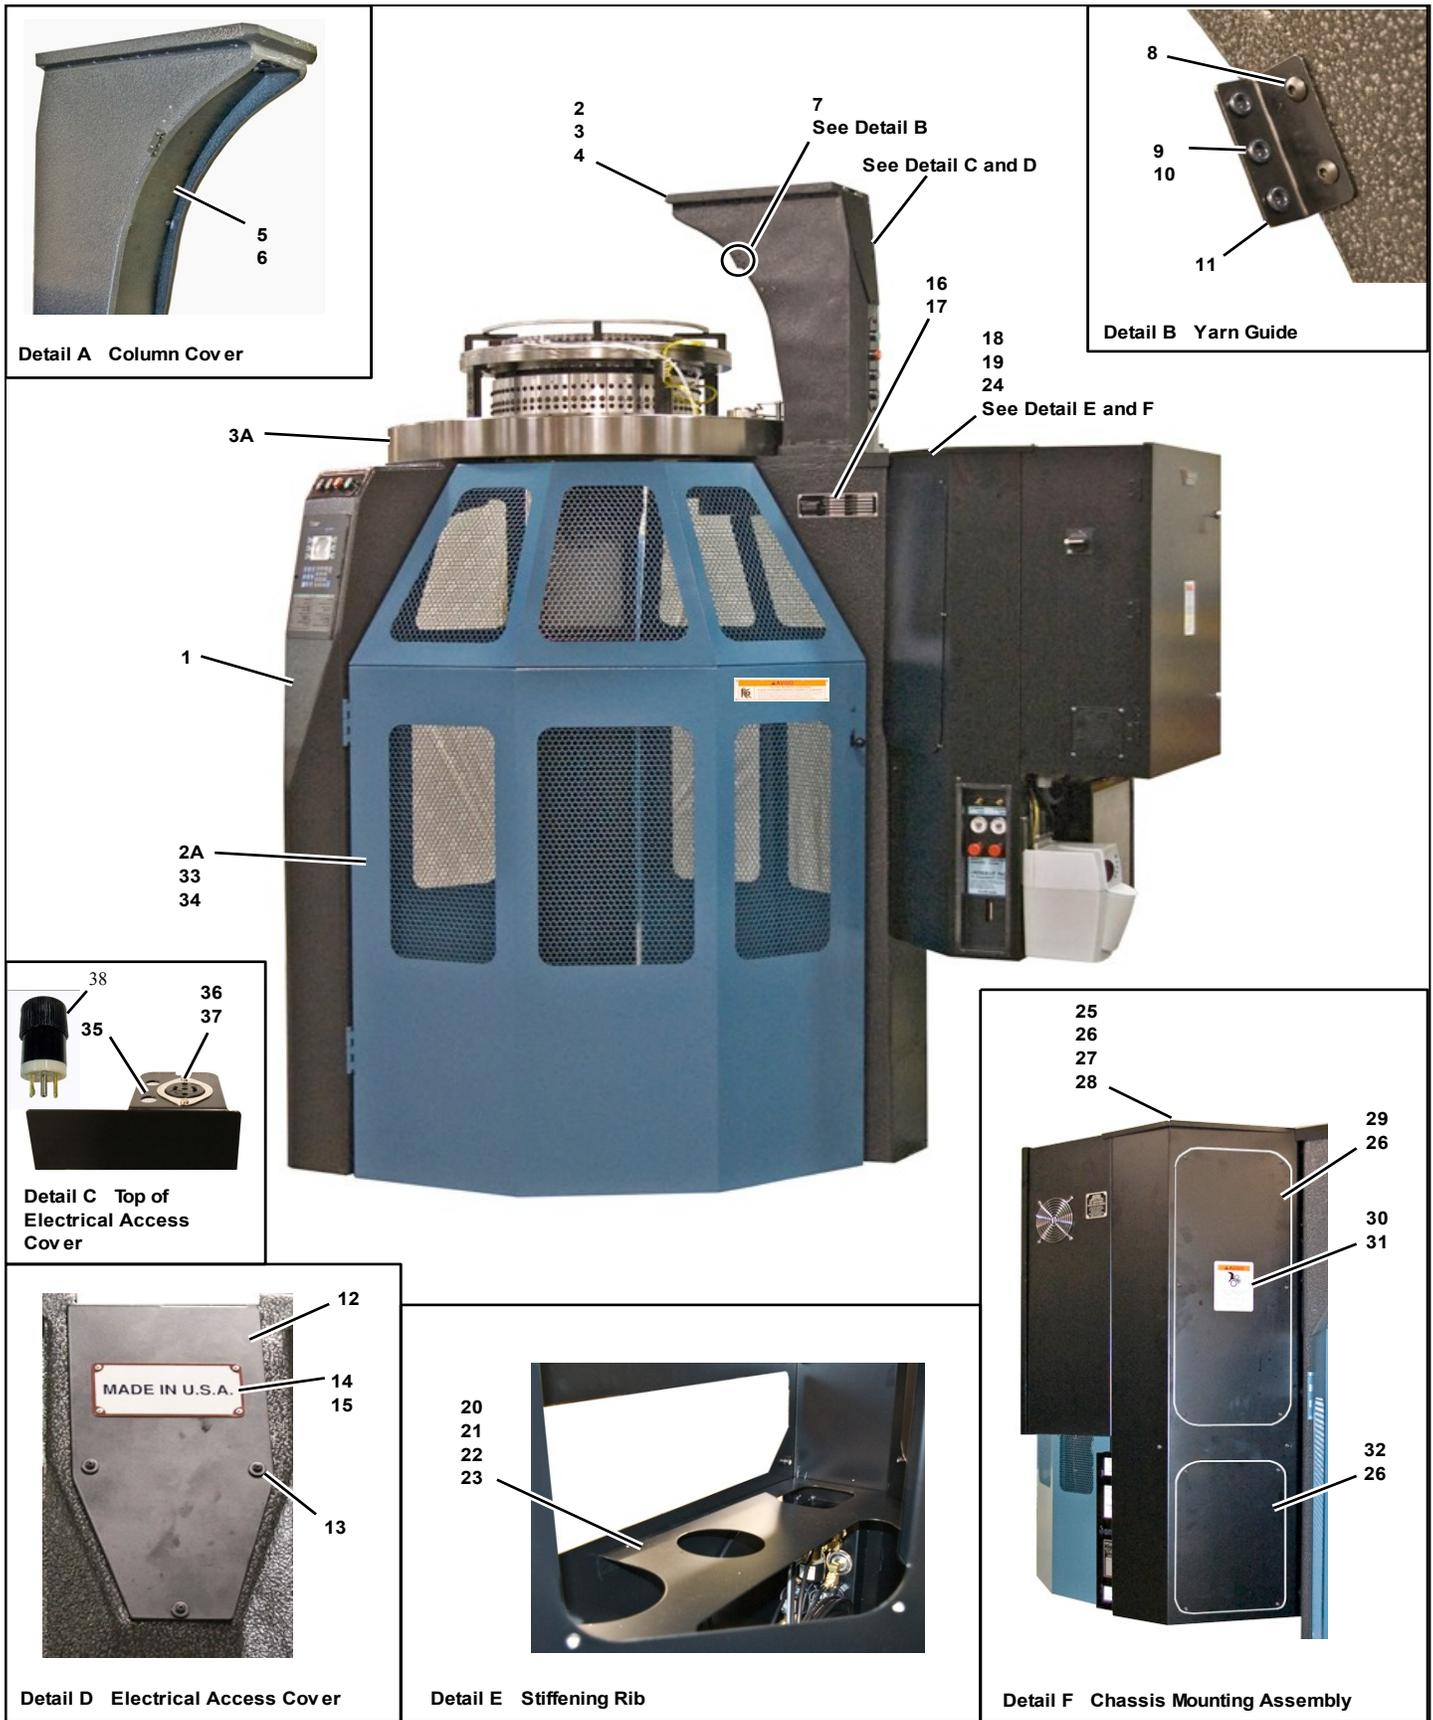 2
3
4
7
See Detail B
See Detail C and D
8
9
10
11
Detail B Yarn Guide
5
6
Detail A Column Cover
16
17
18
19
24
See Detail E and F
3A
1
2A
33
34
38
35
36
37
Detail C Top of
Electrical Access
Cover
25
26
27
28
29
26
30
31
32
26
Detail F Chassis Mounting Assembly
12
MADE IN U.S.A.
14
15
13
Detail D Electrical Access Cover
20
21
22
23
Detail E Stiffening Rib